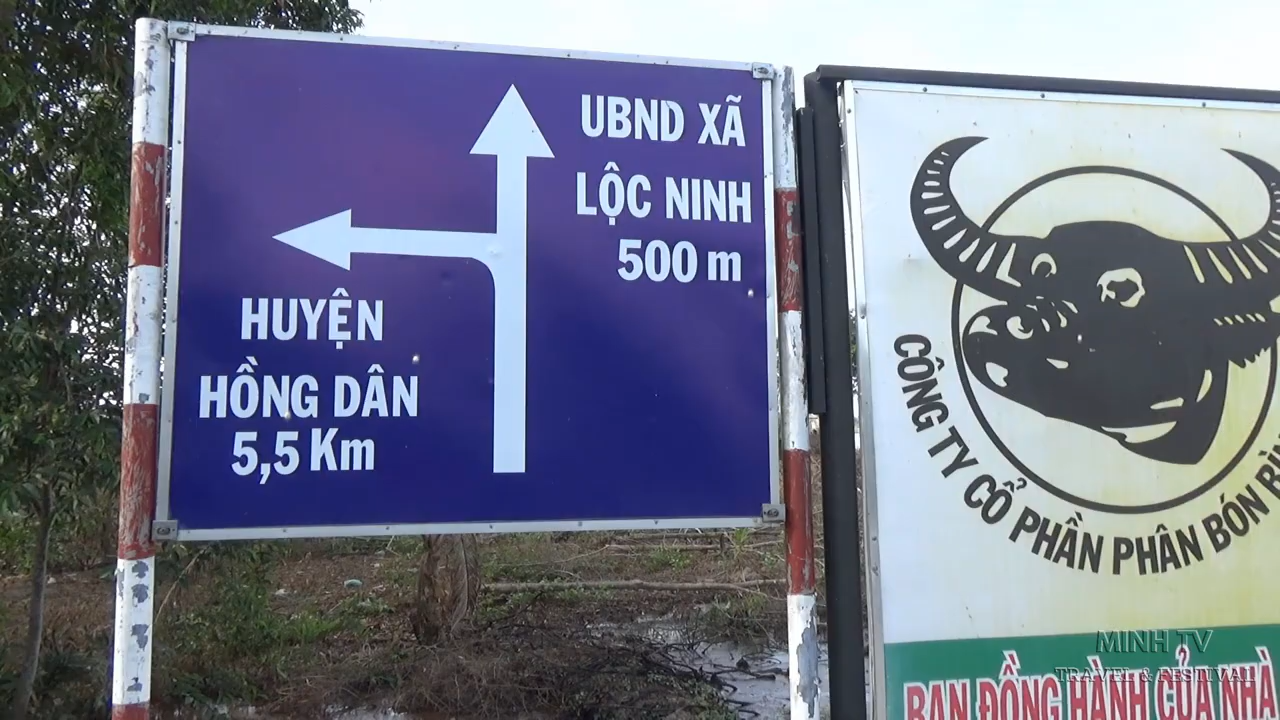 UBND XÃ
LỘC NINH
500 m
HUYỆN
HỒNG DÂN
5,5 Km
CÔNG TY CỔ PHẦN PHÂN BÓN
BẠN ĐỒNG HÀNH CỦA NHÀ
MINH TV
TRAVEL & FESTIVAL